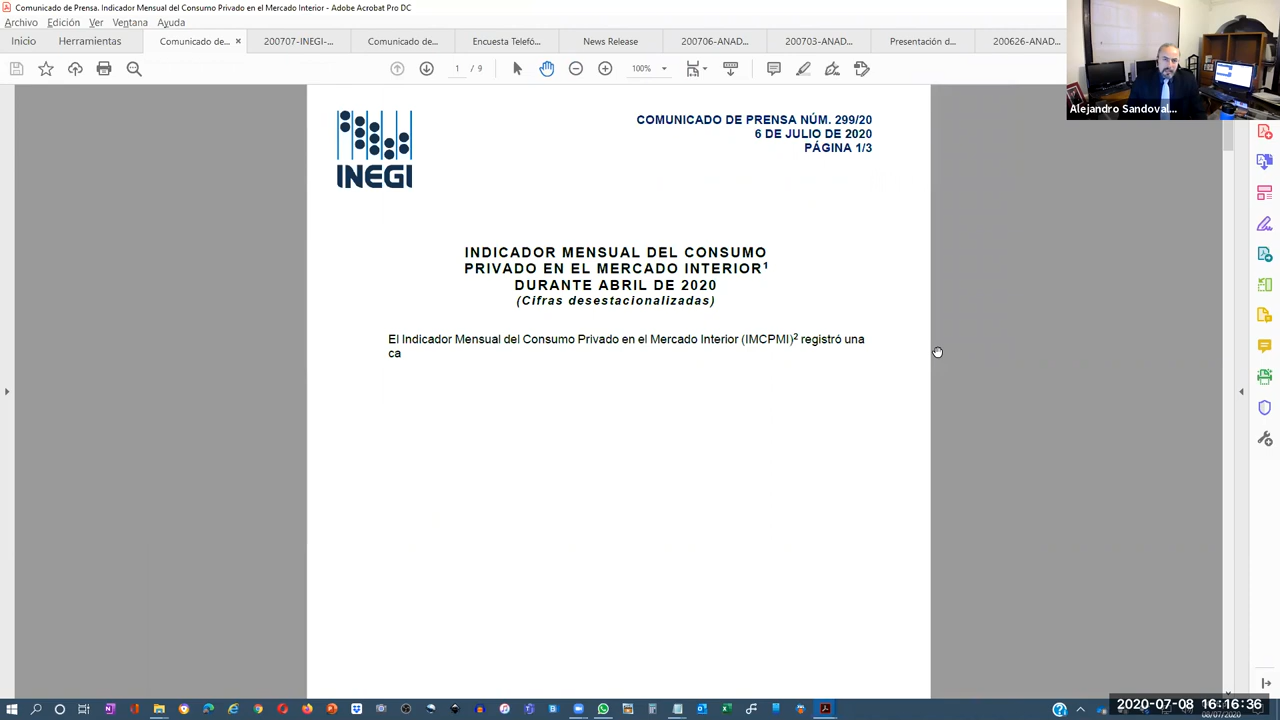 Comunicado de Prensa. Indicador Mensual del Consumo Privado en el Mercado Interior - Adobe Acrobat Pro DC
Archivo Edición Ver Ventana Ayuda
Inicio Herramientas Comunicado de... × 200707-INEGI-... Comunicado de... Encuesta Telefo... News Release 200706-ANAD... 200703-ANAD... Presentación d... 200626-ANAD...
1 / 9 100%
Alejandro Sandoval...
INEGI
COMUNICADO DE PRENSA NÚM. 299/20
6 DE JULIO DE 2020
PÁGINA 1/3
INDICADOR MENSUAL DEL CONSUMO
PRIVADO EN EL MERCADO INTERIOR¹
DURANTE ABRIL DE 2020
(Cifras desestacionalizadas)
El Indicador Mensual del Consumo Privado en el Mercado Interior (IMCPMI)² registró una
ca
2020-07-08 16:16:36
08/07/2020